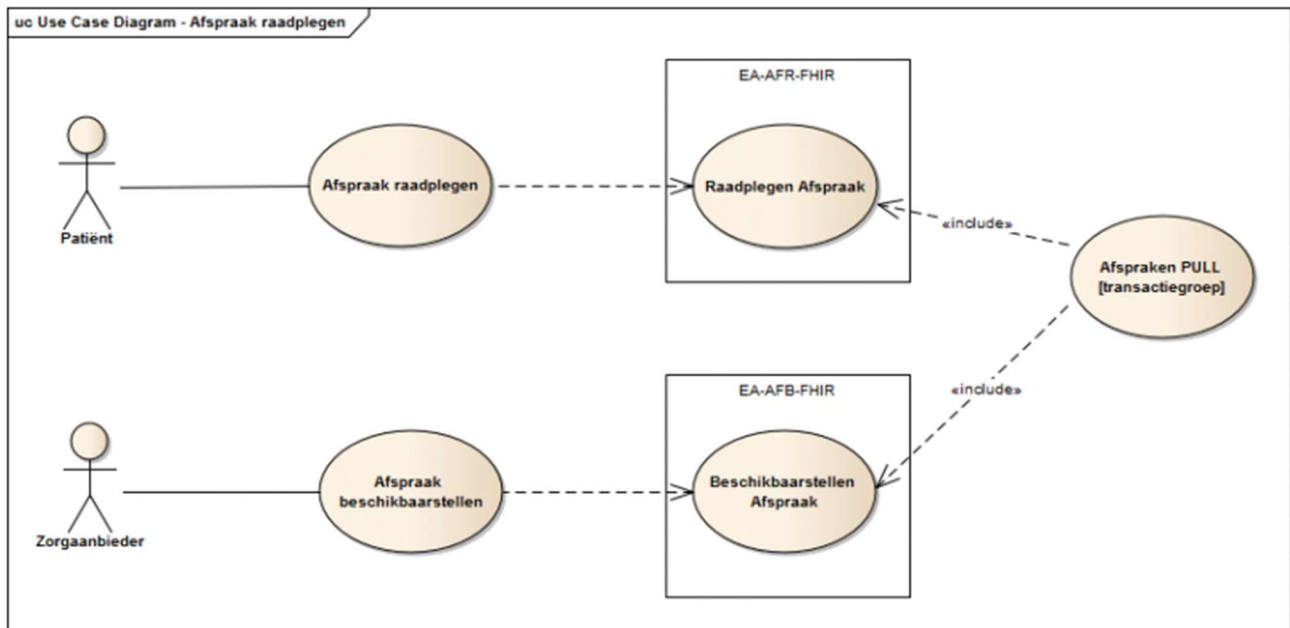 uc Use Case Diagram - Afspraak raadplegen
EA-AFR-FHIR
Patiënt
Afspraak raadplegen
Raadplegen Afspraak
«include»
Afspraken PULL
[transactiegroep]
«include»
EA-AFB-FHIR
Zorgaanbieder
Afspraak
beschikbaarstellen
Beschikbaarstellen
Afspraak